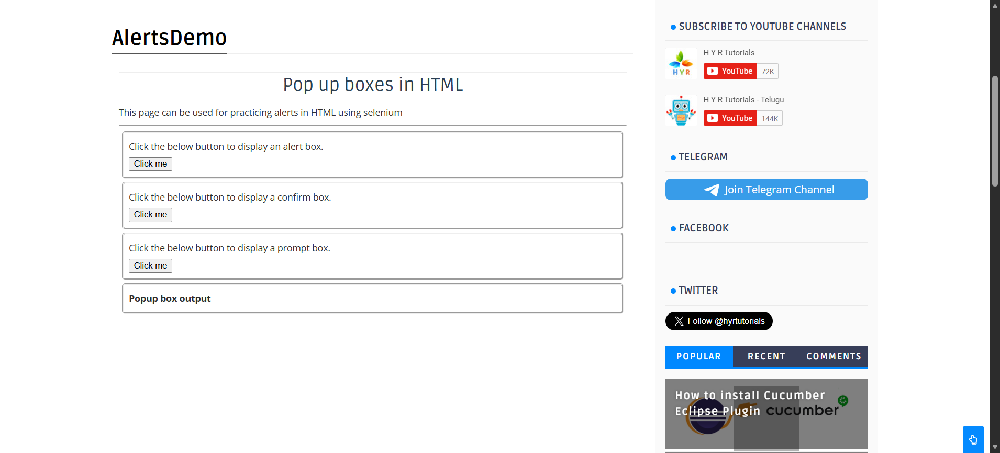 AlertsDemo
Pop up boxes in HTML
This page can be used for practicing alerts in HTML using selenium
Click the below button to display an alert box.
Click me
Click the below button to display a confirm box.
Click me
Click the below button to display a prompt box.
Click me
Popup box output
SUBSCRIBE TO YOUTUBE CHANNELS
HYR
H Y R Tutorials
YouTube 72K
H Y R Tutorials - Telugu
YouTube 144K
TELEGRAM
Join Telegram Channel
FACEBOOK
TWITTER
Follow @hyrtutorials
POPULAR RECENT COMMENTS
How to install Cucumber
Eclipse Plugin
cucumber